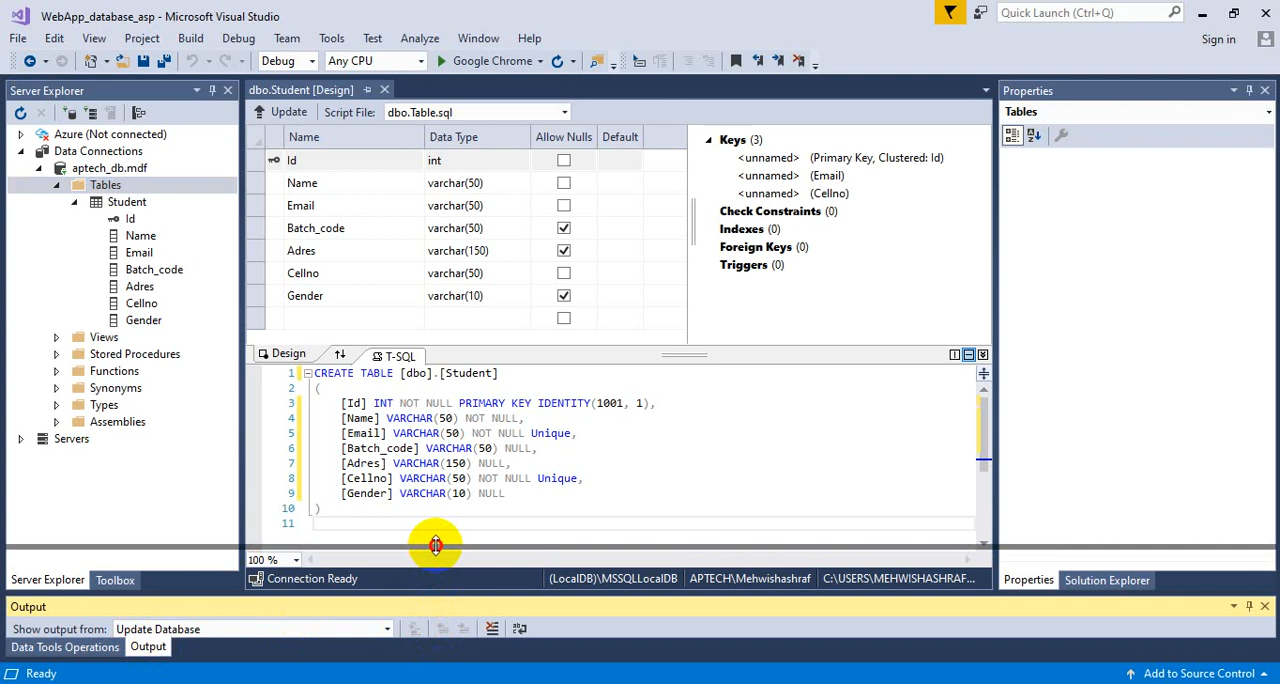 WebApp_database_asp - Microsoft Visual Studio
Quick Launch (Ctrl+Q)
File Edit View Project Build Debug Team Tools Test Analyze Window Help
Sign in
Debug Any CPU Google Chrome
Server Explorer
Azure (Not connected)
Data Connections
aptech_db.mdf
Tables
Student
Id
Name
Email
Batch_code
Adres
Cellno
Gender
Views
Stored Procedures
Functions
Synonyms
Types
Assemblies
Servers
Server Explorer Toolbox
dbo.Student [Design]
Update Script File: dbo.Table.sql
Name Data Type Allow Nulls Default
Id int
Name varchar(50)
Email varchar(50)
Batch_code varchar(50)
Adres varchar(150)
Cellno varchar(50)
Gender varchar(10)
Keys (3)
<unnamed> (Primary Key, Clustered: Id)
<unnamed> (Email)
<unnamed> (Cellno)
Check Constraints (0)
Indexes (0)
Foreign Keys (0)
Triggers (0)
Design T-SQL
1 CREATE TABLE [dbo].[Student]
2 (
3 [Id] INT NOT NULL PRIMARY KEY IDENTITY(1001, 1),
4 [Name] VARCHAR(50) NOT NULL,
5 [Email] VARCHAR(50) NOT NULL Unique,
6 [Batch_code] VARCHAR(50) NULL,
7 [Adres] VARCHAR(150) NULL,
8 [Cellno] VARCHAR(50) NOT NULL Unique,
9 [Gender] VARCHAR(10) NULL
10 )
11
100 %
Connection Ready (LocalDB)\MSSQLLocalDB APTECH\Mehwishashraf C:\USERS\MEHWISHASHRAF...
Properties
Tables
Properties Solution Explorer
Output
Show output from: Update Database
Data Tools Operations Output
Ready
Add to Source Control